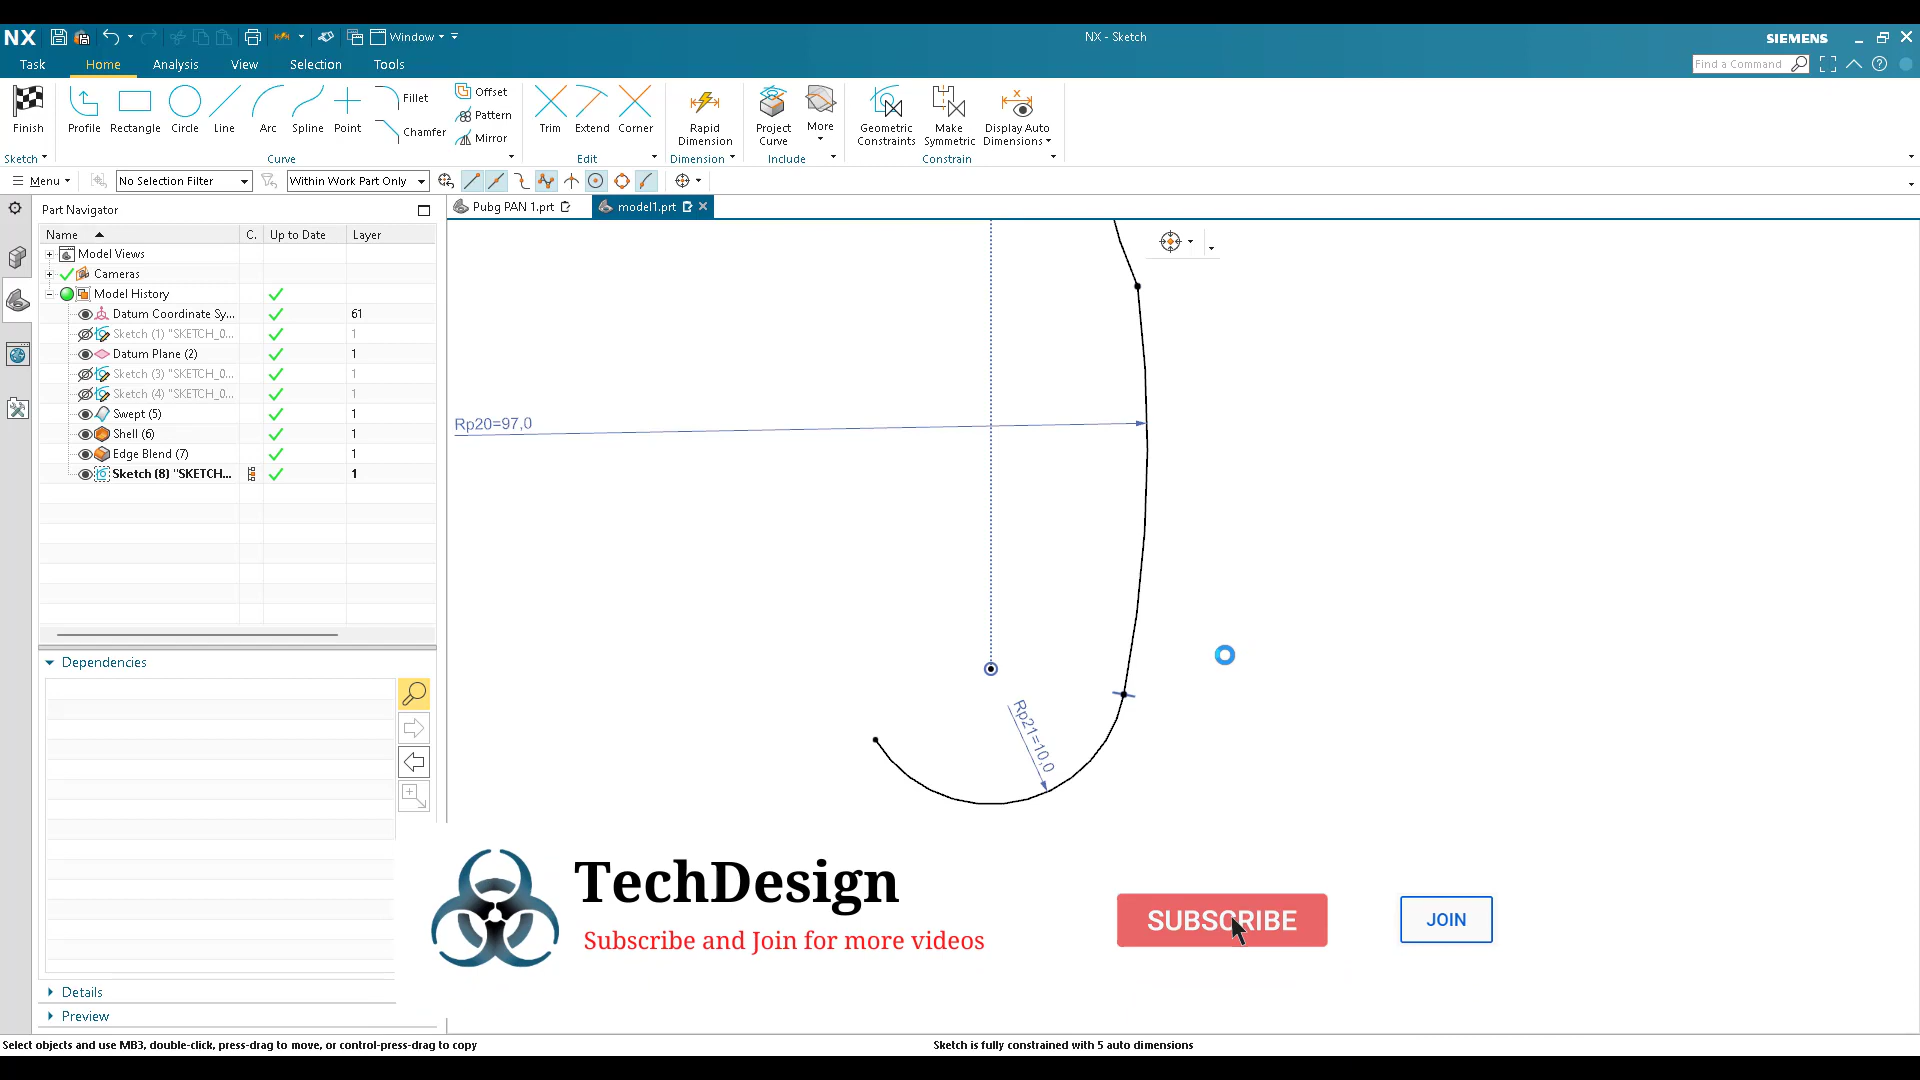 NX
Window
NX - Sketch
SIEMENS
Task
Home
Analysis
View
Selection
Tools
Find a Command
Finish
Profile
Rectangle
Circle
Line
Arc
Spline
Point
Fillet
Chamfer
Offset
Pattern
Mirror
Trim
Extend
Corner
Rapid
Dimension
Project
Curve
More
Geometric
Constraints
Make
Symmetric
Display Auto
Dimensions
Sketch
Curve
Edit
Dimension
Include
Constrain
Menu
No Selection Filter
Within Work Part Only
Part Navigator
Pubg PAN 1.prt
model1.prt
Name
C.
Up to Date
Layer
Model Views
Cameras
Model History
Datum Coordinate Sy...
61
Sketch (1) "SKETCH_0...
1
Datum Plane (2)
1
Sketch (3) "SKETCH_0...
1
Sketch (4) "SKETCH_0...
1
Swept (5)
1
Shell (6)
1
Edge Blend (7)
1
Sketch (8) "SKETCH...
1
Rp20=97,0
Rp21=10,0
Dependencies
Details
Preview
TechDesign
Subscribe and Join for more videos
SUBSCRIBE
JOIN
Select objects and use MB3, double-click, press-drag to move, or control-press-drag to copy
Sketch is fully constrained with 5 auto dimensions